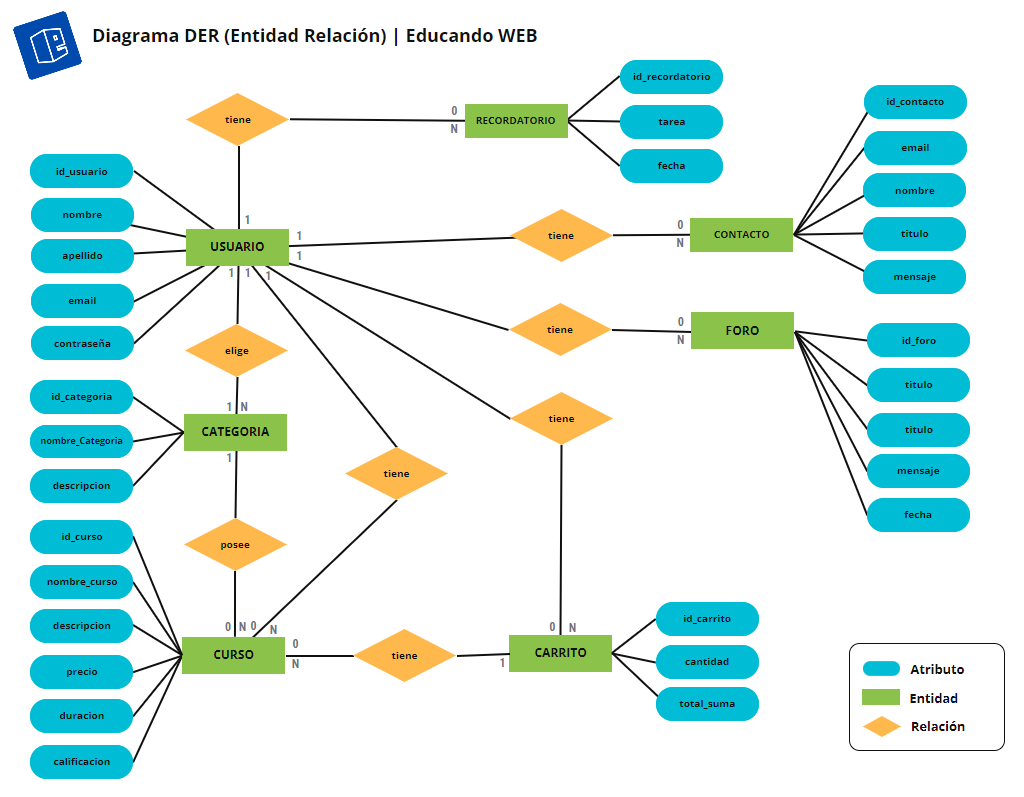 Diagrama DER (Entidad Relación) | Educando WEB
tiene
0
N
RECORDATORIO
id_recordatorio
tarea
fecha
id_usuario
nombre
apellido
email
contraseña
1
USUARIO
1
1
1
1
1
tiene
0
N
CONTACTO
id_contacto
email
nombre
titulo
mensaje
tiene
0
N
FORO
id_foro
titulo
titulo
mensaje
fecha
elige
1
N
id_categoria
nombre_Categoria
descripcion
CATEGORIA
1
tiene
tiene
posee
id_curso
nombre_curso
descripcion
precio
duracion
calificacion
0
N
0
N
CURSO
0
N
tiene
1
0
N
CARRITO
id_carrito
cantidad
total_suma
Atributo
Entidad
Relación